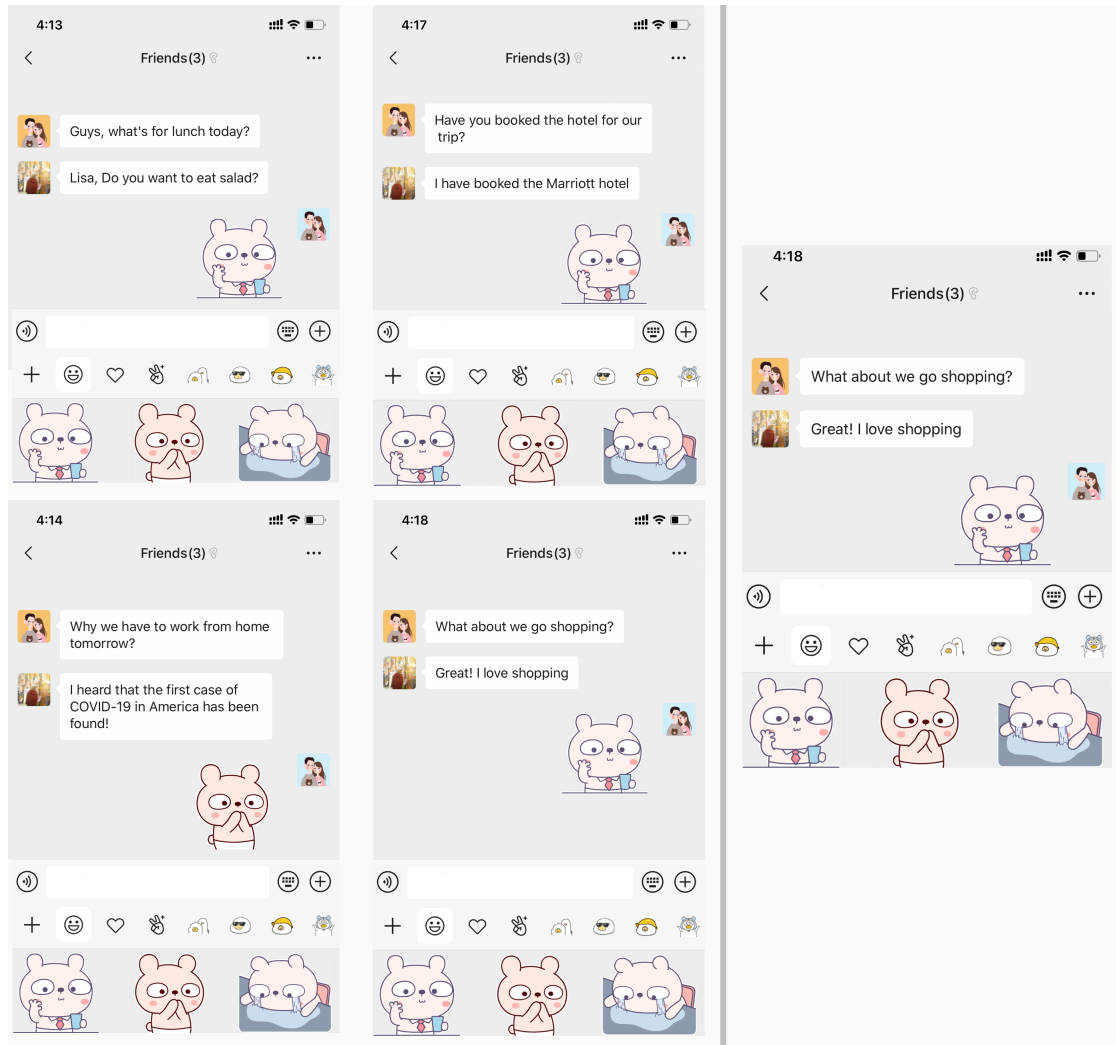 4:13
Friends(3)
Guys, what's for lunch today?
Lisa, Do you want to eat salad?
4:17
Friends(3)
Have you booked the hotel for our
trip?
I have booked the Marriott hotel
4:14
Friends(3)
Why we have to work from home
tomorrow?
I heard that the first case of
COVID-19 in America has been
found!
4:18
Friends(3)
What about we go shopping?
Great! I love shopping
4:18
Friends(3)
What about we go shopping?
Great! I love shopping